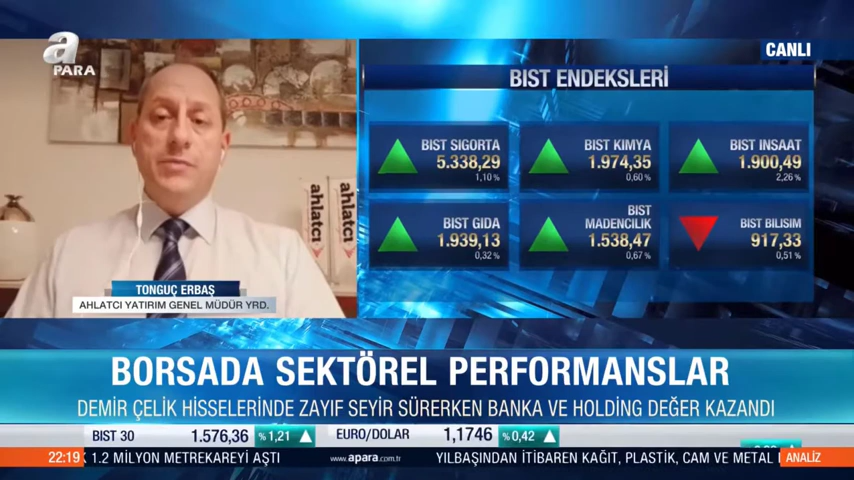 a
PARA
CANLI
BIST ENDEKSLERİ
BIST SIGORTA
5.338,29
1,10 %
BIST KIMYA
1.974,35
0,60 %
BIST INSAAT
1.900,49
2,26 %
BIST GIDA
1.939,13
0,32 %
BIST
MADENCILIK
1.538,47
0,67 %
BIST BILISIM
917,33
0,51 %
ahlatcı
ahlatcı
TONGUÇ ERBAŞ
AHLATCI YATIRIM GENEL MÜDÜR YRD.
BORSADA SEKTÖREL PERFORMANSLAR
DEMİR ÇELİK HİSSELERİNDE ZAYIF SEYİR SÜRERKEN BANKA VE HOLDİNG DEĞER KAZANDI
BIST 30 1.576,36 %1,21 EURO/DOLAR 1,1746 %0,42
22:19 1.2 MİLYON METREKAREYİ AŞTI www.apara.com.tr YILBAŞINDAN İTİBAREN KAĞIT, PLASTİK, CAM VE METAL ANALİZ